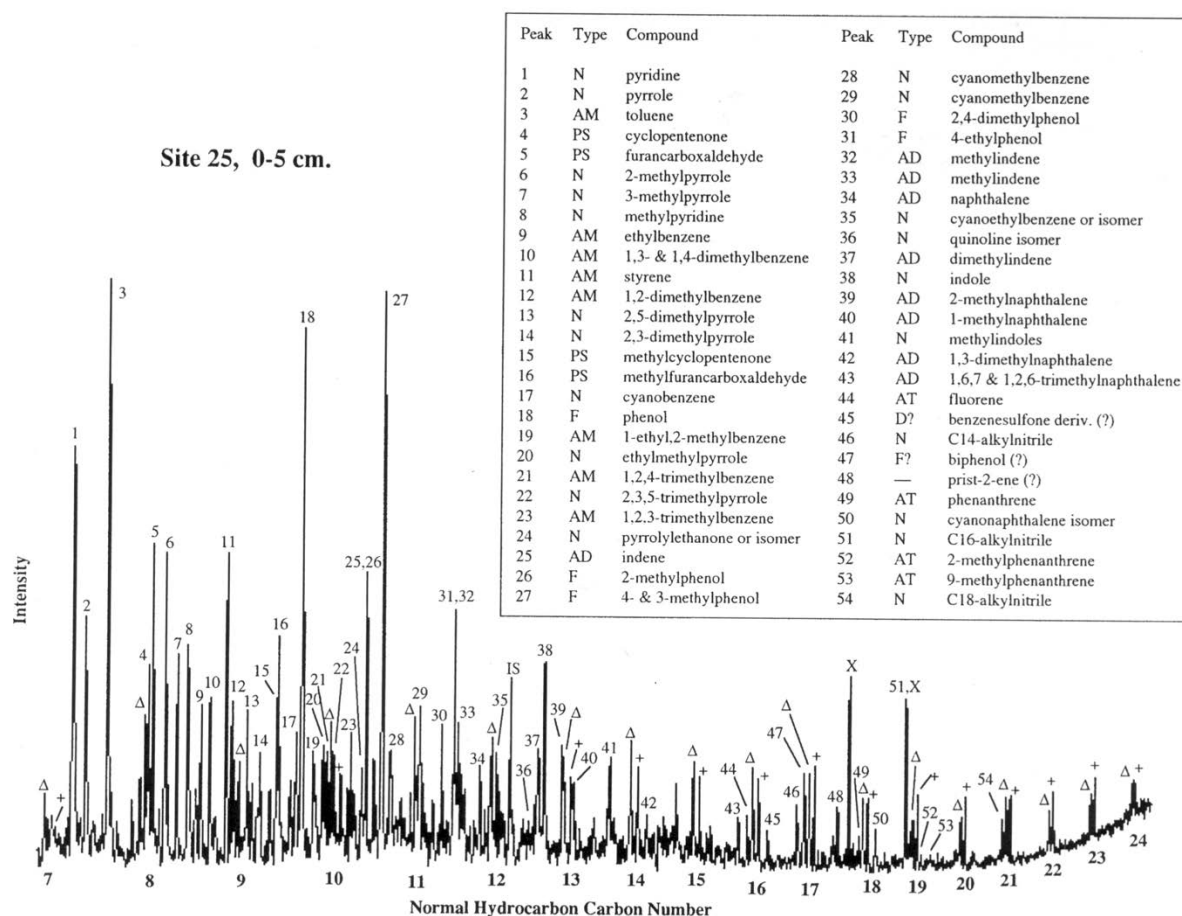 Site 25, 0-5 cm.
Peak Type Compound Peak Type Compound
1 N pyridine 28 N cyanomethylbenzene
2 N pyrrole 29 N cyanomethylbenzene
3 AM toluene 30 F 2,4-dimethylphenol
4 PS cyclopentenone 31 F 4-ethylphenol
5 PS furancarboxaldehyde 32 AD methylindene
6 N 2-methylpyrrole 33 AD methylindene
7 N 3-methylpyrrole 34 AD naphthalene
8 N methylpyridine 35 N cyanoethylbenzene or isomer
9 AM ethylbenzene 36 N quinoline isomer
10 AM 1,3- & 1,4-dimethylbenzene 37 AD dimethylindene
11 AM styrene 38 N indole
12 AM 1,2-dimethylbenzene 39 AD 2-methylnaphthalene
13 N 2,5-dimethylpyrrole 40 AD 1-methylnaphthalene
14 N 2,3-dimethylpyrrole 41 N methylindoles
15 PS methylcyclopentenone 42 AD 1,3-dimethylnaphthalene
16 PS methylfurancarboxaldehyde 43 AD 1,6,7 & 1,2,6-trimethylnaphthalene
17 N cyanobenzene 44 AT fluorene
18 F phenol 45 D? benzenesulfone deriv. (?)
19 AM 1-ethyl,2-methylbenzene 46 N C14-alkylnitrile
20 N ethylmethylpyrrole 47 F? biphenol (?)
21 AM 1,2,4-trimethylbenzene 48 — prist-2-ene (?)
22 N 2,3,5-trimethylpyrrole 49 AT phenanthrene
23 AM 1,2,3-trimethylbenzene 50 N cyanonaphthalene isomer
24 N pyrrolylethanone or isomer 51 N C16-alkylnitrile
25 AD indene 52 AT 2-methylphenanthrene
26 F 2-methylphenol 53 AT 9-methylphenanthrene
27 F 4- & 3-methylphenol 54 N C18-alkylnitrile
Intensity
Δ + 1 2 3 Δ 4 5 6 7 8 9 10 11 12 Δ 13 14 15 16 17 18 19 20 21 Δ 22 + 23 24 25,26 27 28
Δ 29 30 31,32 33 34 Δ 35 IS 36 37 38 39 Δ + 40 41 Δ + 42 Δ + 43 44 Δ + 45
46 47 Δ + 48 X 49 Δ + 50 51,X Δ + 52 53 Δ + 54 Δ + Δ + Δ + Δ +
7 8 9 10 11 12 13 14 15 16 17 18 19 20 21 22 23 24
Normal Hydrocarbon Carbon Number